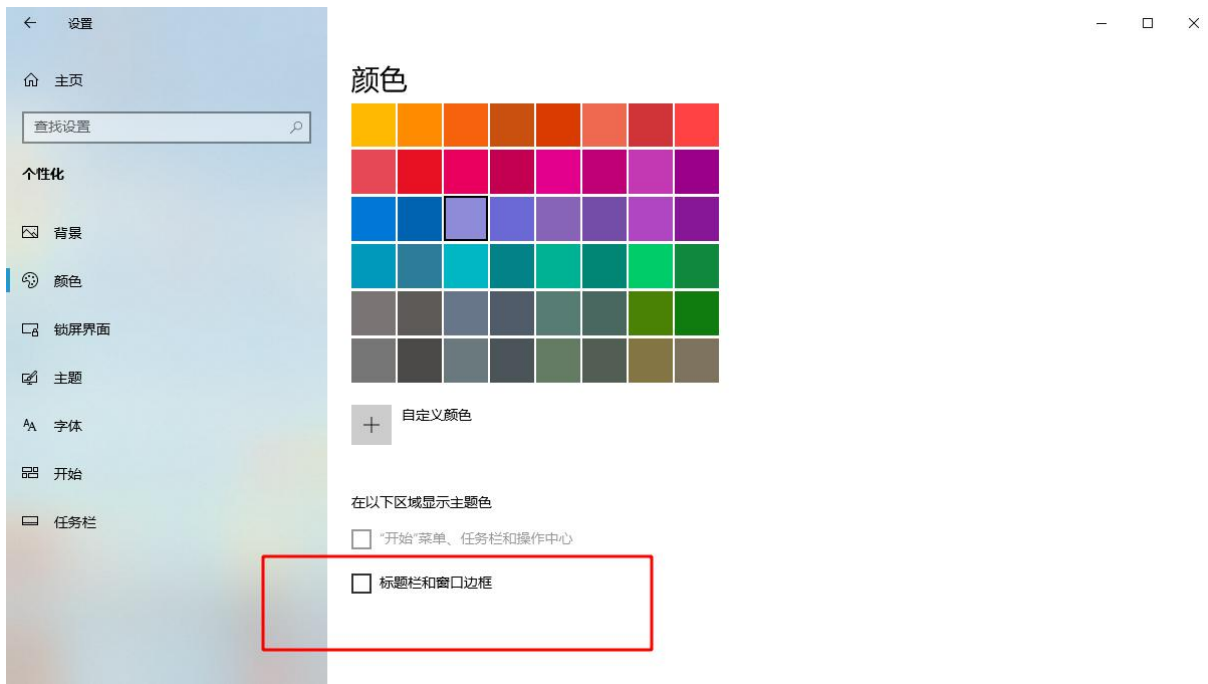 设置
主页
查找设置
个性化
背景
颜色
锁屏界面
主题
字体
开始
任务栏
颜色
自定义颜色
在以下区域显示主题色
"开始"菜单、任务栏和操作中心
标题栏和窗口边框